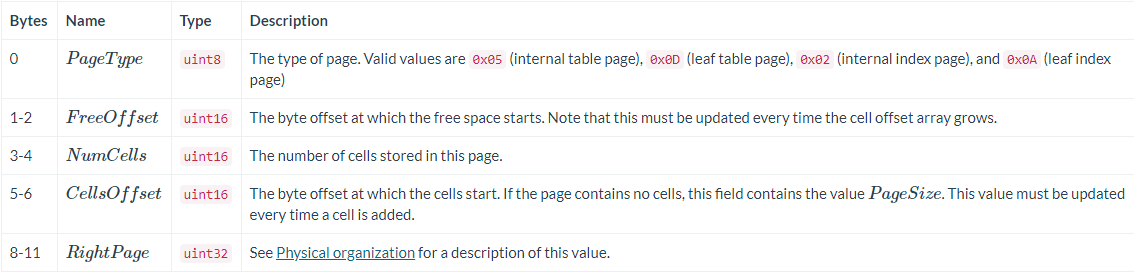 Bytes Name Type Description
0 PageType uint8 The type of page. Valid values are 0x05 (internal table page), 0x0D (leaf table page), 0x02 (internal index page), and 0x0A (leaf index
page)
1-2 FreeOffset uint16 The byte offset at which the free space starts. Note that this must be updated every time the cell offset array grows.
3-4 NumCells uint16 The number of cells stored in this page.
5-6 CellsOffset uint16 The byte offset at which the cells start. If the page contains no cells, this field contains the value PageSize. This value must be updated
every time a cell is added.
8-11 RightPage uint32 See Physical organization for a description of this value.